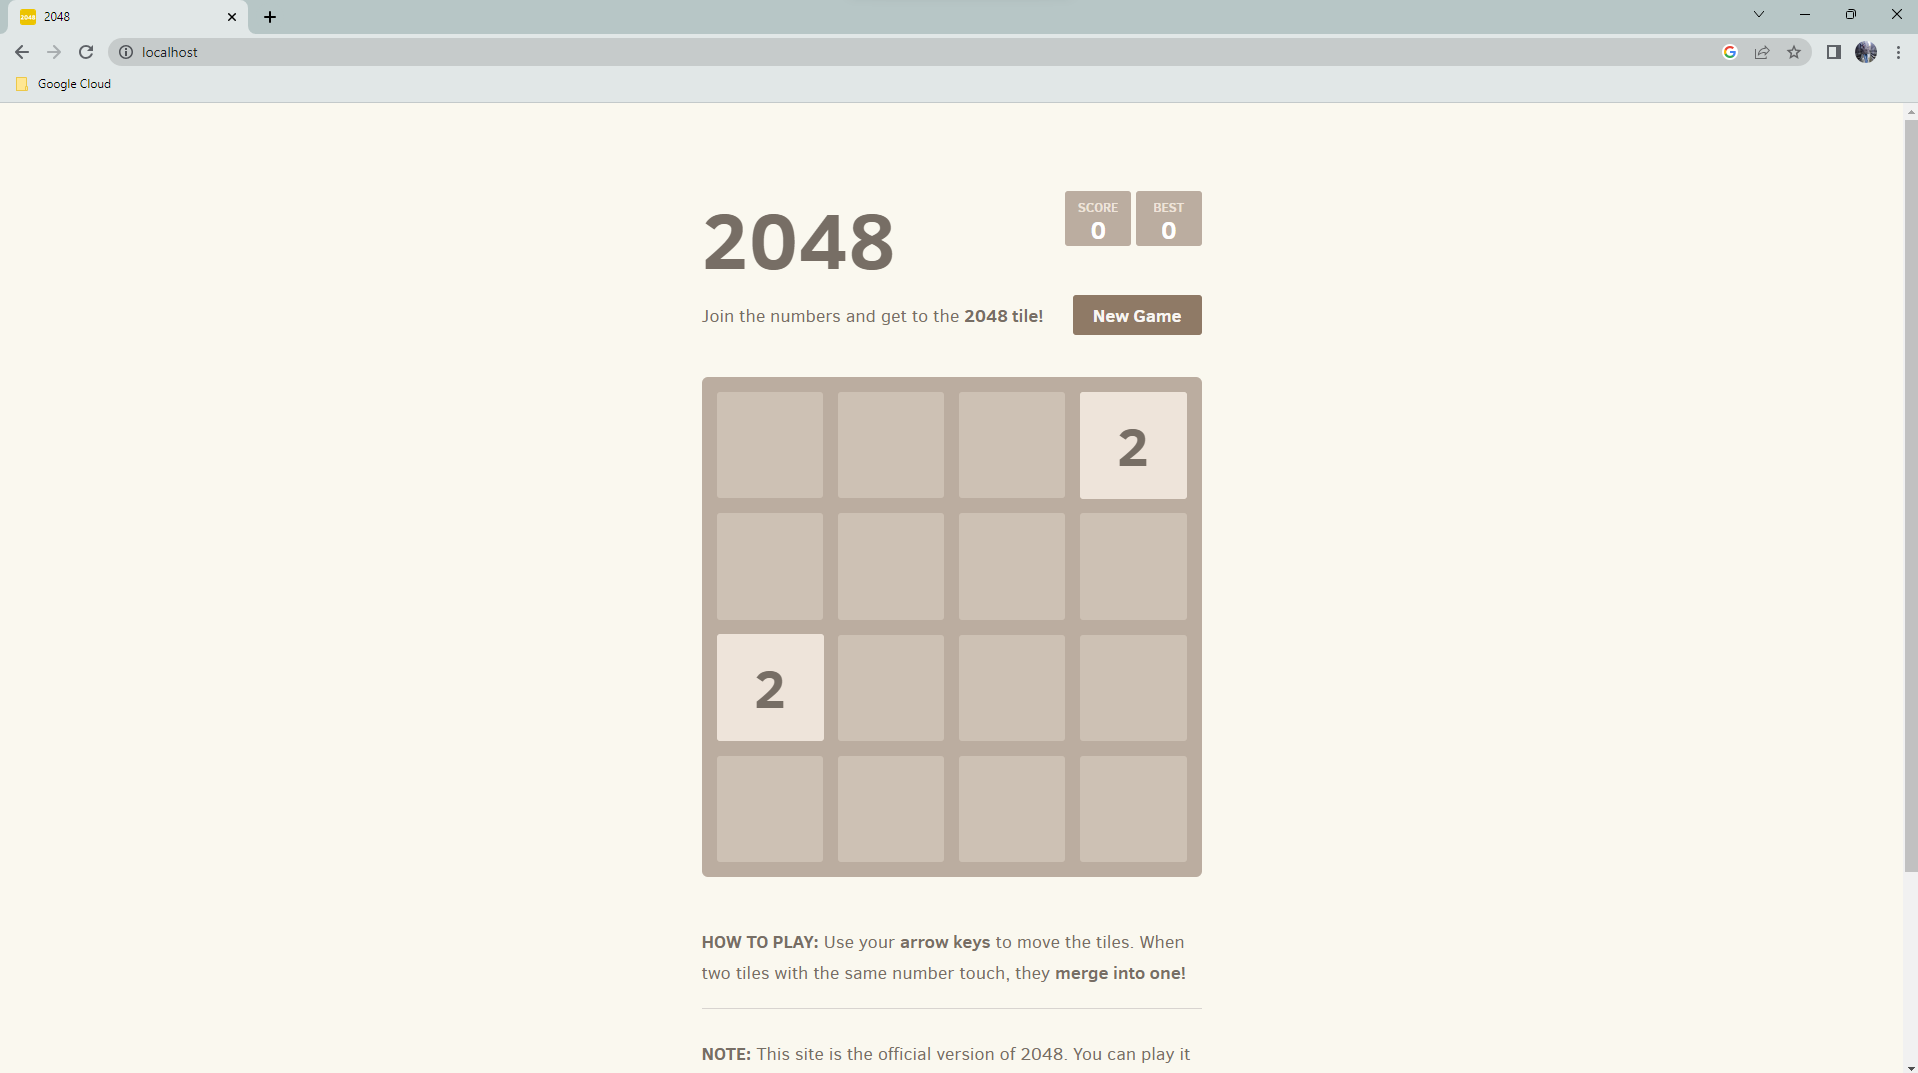 2048
2048
localhost
Google Cloud
2048
SCORE
0
BEST
0
Join the numbers and get to the 2048 tile!
New Game
2
2
HOW TO PLAY: Use your arrow keys to move the tiles. When
two tiles with the same number touch, they merge into one!
NOTE: This site is the official version of 2048. You can play it